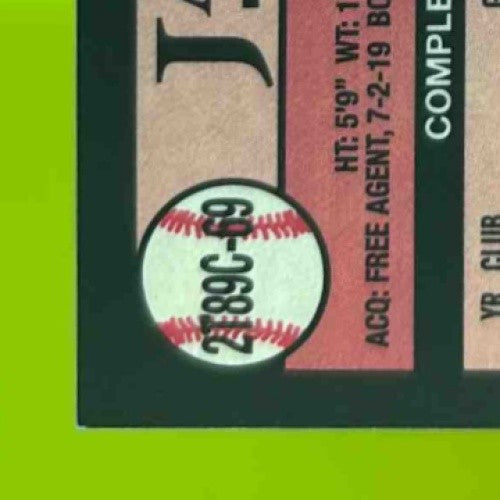 J
2T89C-69
HT: 5'9" WT: 1
ACQ: FREE AGENT, 7-2-19 BO
COMPLE
YR CLUB